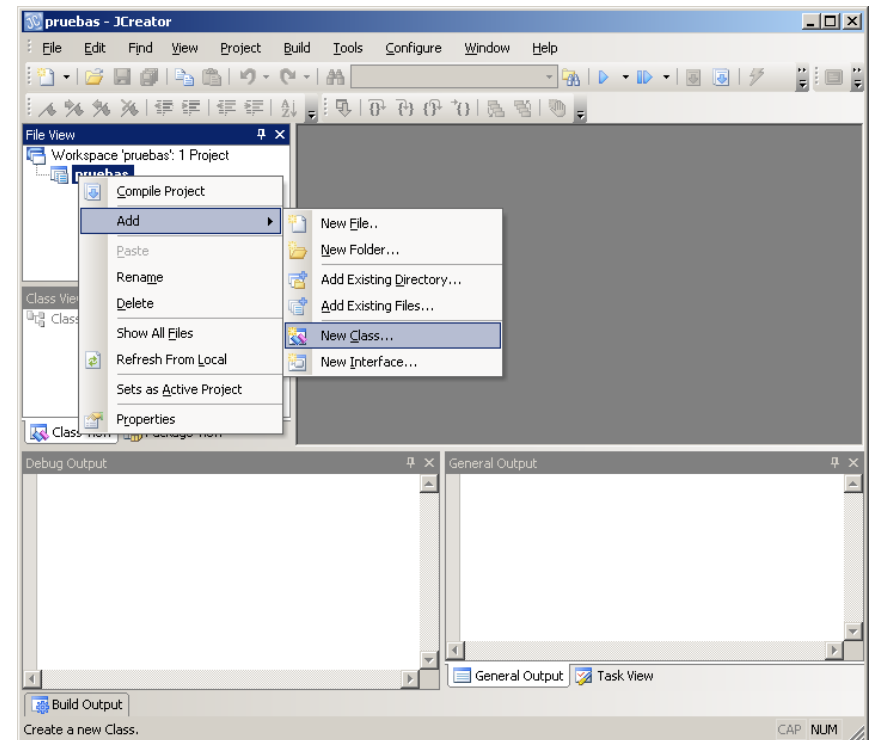 pruebas - JCreator
File Edit Find View Project Build Tools Configure Window Help
File View
Workspace 'pruebas': 1 Project
pruebas
Compile Project
Add
New File..
Paste
New Folder...
Rename
Add Existing Directory...
Delete
Add Existing Files...
Class
Show All Files
New Class...
Refresh From Local
New Interface...
Sets as Active Project
Properties
Debug Output
General Output
General Output Task View
Build Output
Create a new Class.
CAP NUM